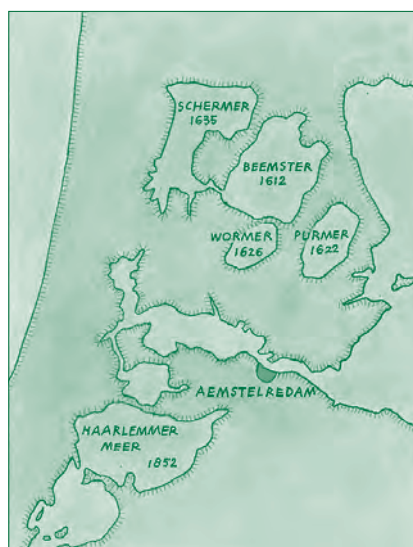 SCHERMER
1635
BEEMSTER
1612
WORMER
1626
PURMER
1622
AEMSTELREDAM
HAARLEMMER
MEER
1852